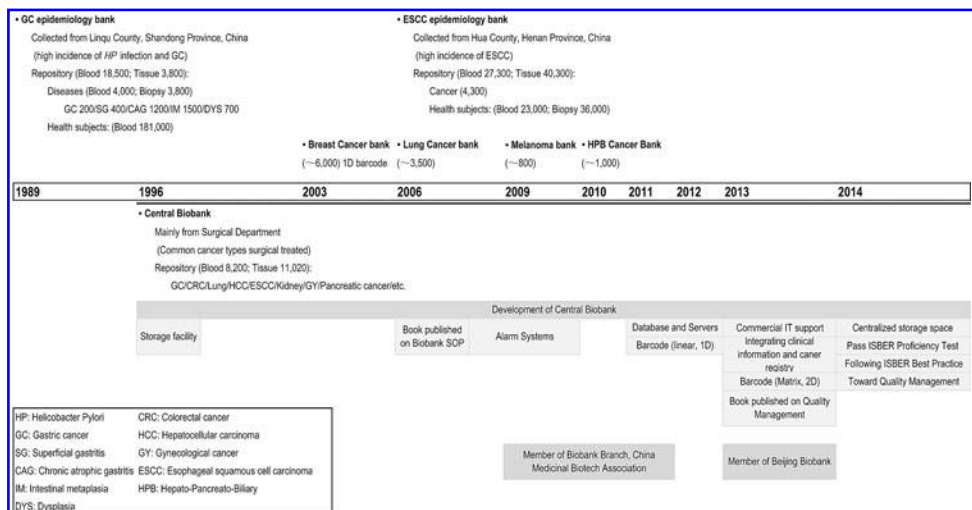 • GC epidemiology bank
Collected from Linqu County, Shandong Province, China
(high incidence of HP infection and GC)
Repository (Blood 18,500; Tissue 3,800):
Diseases (Blood 4,000; Biopsy 3,800)
GC 200/SG 400/CAG 1200/IM 1500/DYS 700
Health subjects: (Blood 181,000)
• ESCC epidemiology bank
Collected from Hua County, Henan Province, China
(high incidence of ESCC)
Repository (Blood 27,300; Tissue 40,300):
Cancer (4,300)
Health subjects: (Blood 23,000; Biopsy 36,000)
• Breast Cancer bank
(~6,000) 1D barcode
• Lung Cancer bank
(~3,500)
• Melanoma bank
(~800)
• HPB Cancer Bank
(~1,000)
1989 1996 2003 2006 2009 2010 2011 2012 2013 2014
• Central Biobank
Mainly from Surgical Department
(Common cancer types surgical treated)
Repository (Blood 8,200; Tissue 11,020):
GC/CRC/Lung/HCC/ESCC/Kidney/GY/Pancreatic cancer/etc.
Development of Central Biobank
Storage facility
Book published
on Biobank SOP
Alarm Systems
Database and Servers
Barcode (linear, 1D)
Commercial IT support
Integrating clinical
information and caner
registry
Barcode (Matrix, 2D)
Book published on Quality
Management
Centralized storage space
Pass ISBER Proficiency Test
Following ISBER Best Practice
Toward Quality Management
Member of Biobank Branch, China
Medicinal Biotech Association
Member of Beijing Biobank
HP: Helicobacter Pylori
GC: Gastric cancer
SG: Superficial gastritis
CAG: Chronic atrophic gastritis
IM: Intestinal metaplasia
DYS: Dysplasia
CRC: Colorectal cancer
HCC: Hepatocellular carcinoma
GY: Gynecological cancer
ESCC: Esophageal squamous cell carcinoma
HPB: Hepato-Pancreato-Biliary